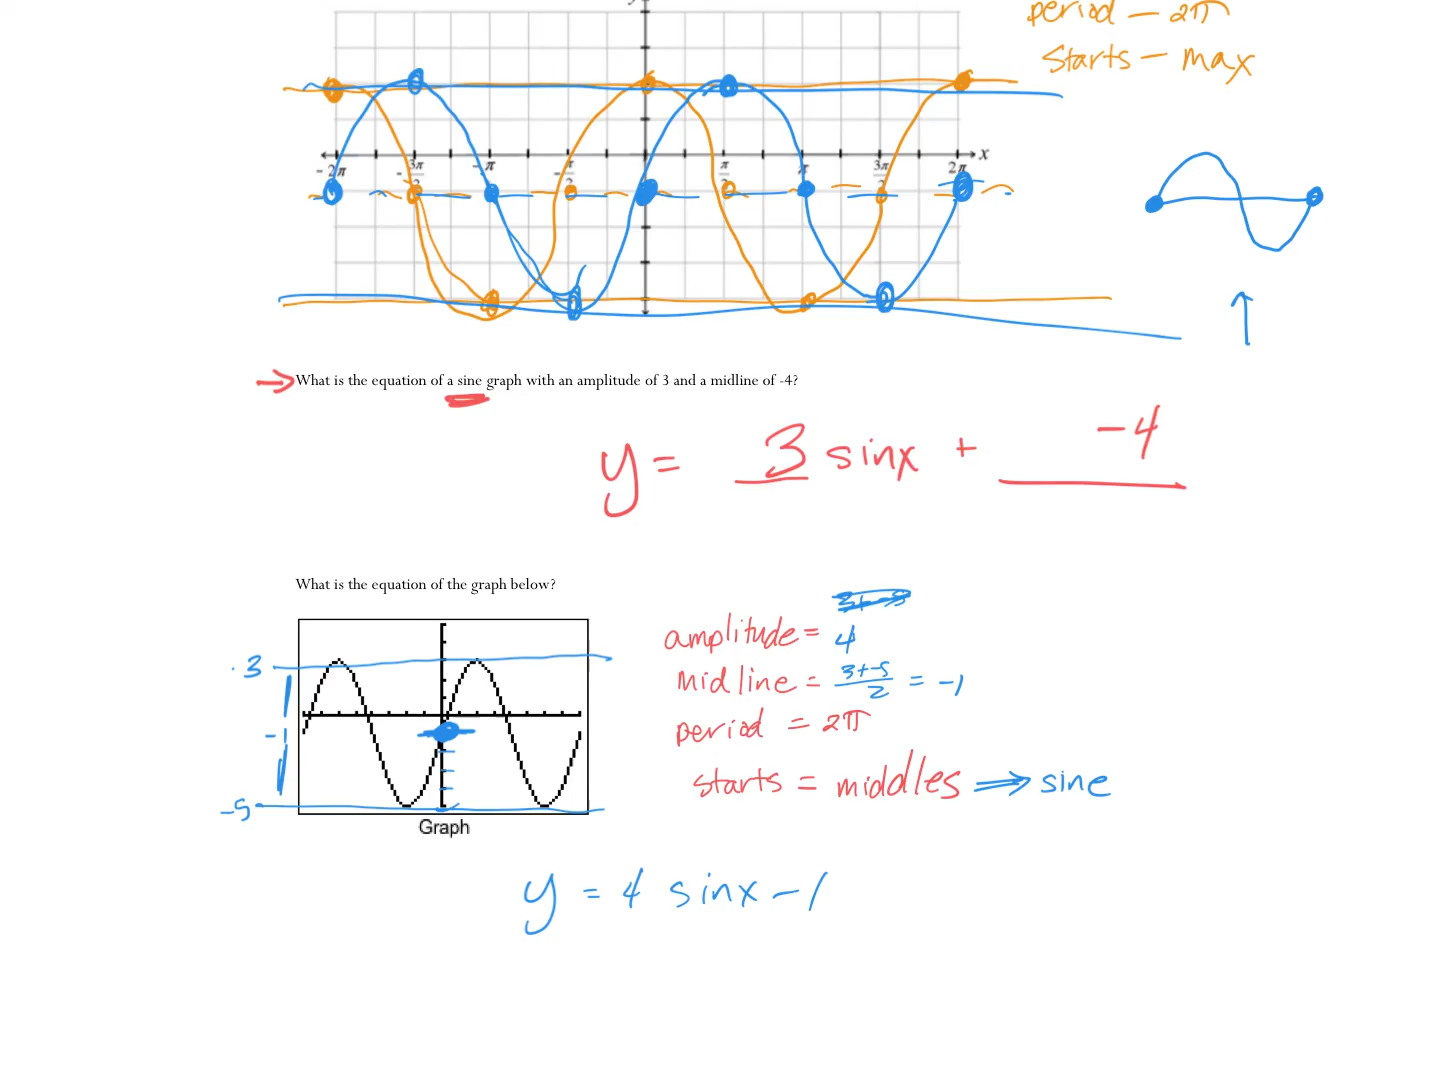 period — 2π
starts — max
x
-2π -3π/2 -π -π/2 π/2 π 3π/2 2π
What is the equation of a sine graph with an amplitude of 3 and a midline of -4?
y = 3 sinx + -4
What is the equation of the graph below?
3+-5
amplitude = 4
midline = 3+-5/2 = -1
period = 2π
starts = middles ⇒ sine
3
-1
-5
Graph
y = 4 sinx - 1